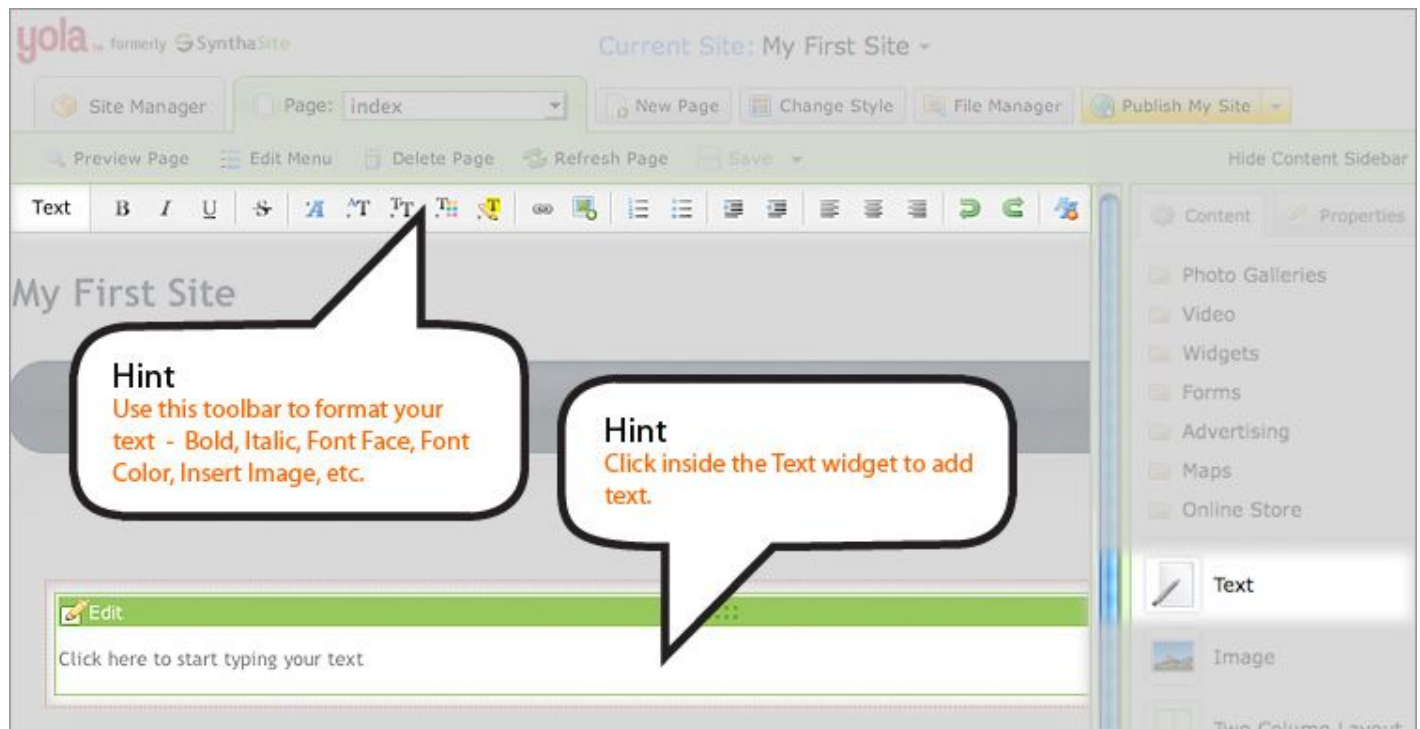 yola formerly SynthaSite
Current Site: My First Site
Site Manager Page: index New Page Change Style File Manager Publish My Site
Preview Page Edit Menu Delete Page Refresh Page Save Hide Content Sidebar
Text B I U S
Content Properties
My First Site
Photo Galleries
Video
Widgets
Forms
Advertising
Maps
Online Store
Text
Image
Two Column Layout
Hint
Use this toolbar to format your
text - Bold, Italic, Font Face, Font
Color, Insert Image, etc.
Hint
Click inside the Text widget to add
text.
Edit
Click here to start typing your text